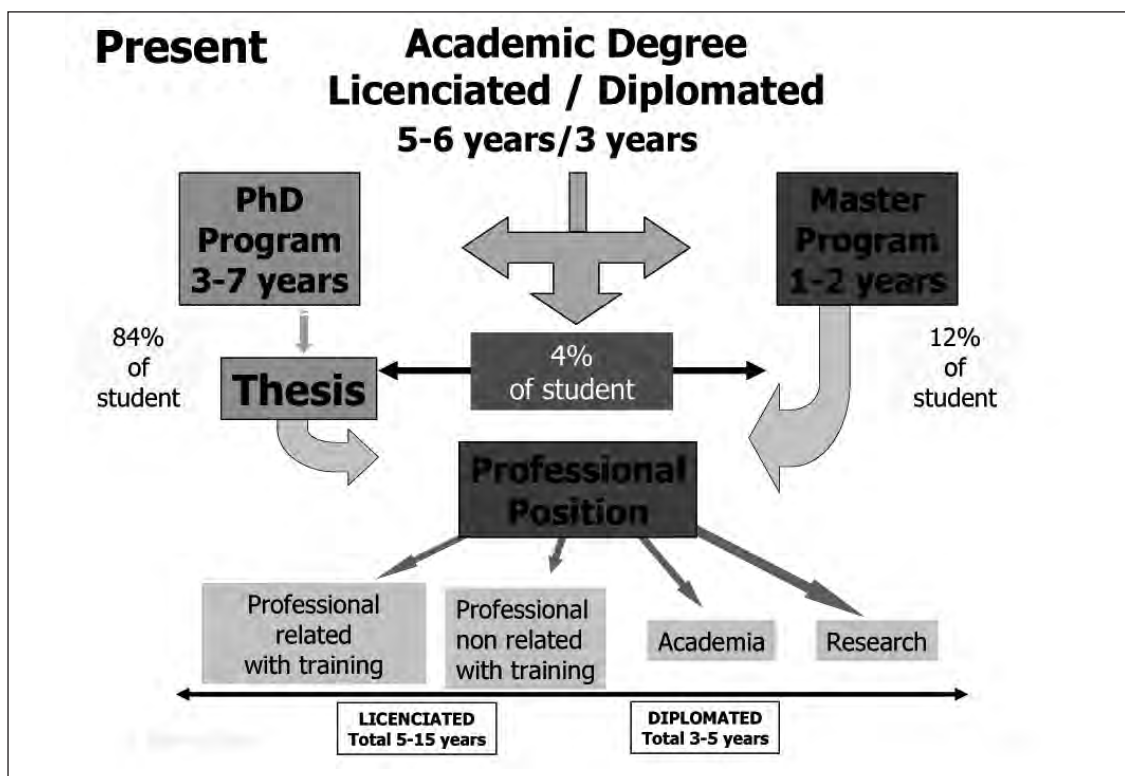 Present
Academic Degree
Licenciated / Diplomated
5-6 years/3 years
PhD
Program
3-7 years
Master
Program
1-2 years
84%
of
student
Thesis
4%
of student
12%
of
student
Professional
Position
Professional
related
with training
Professional
non related
with training
Academia
Research
LICENCIATED
Total 5-15 years
DIPLOMATED
Total 3-5 years